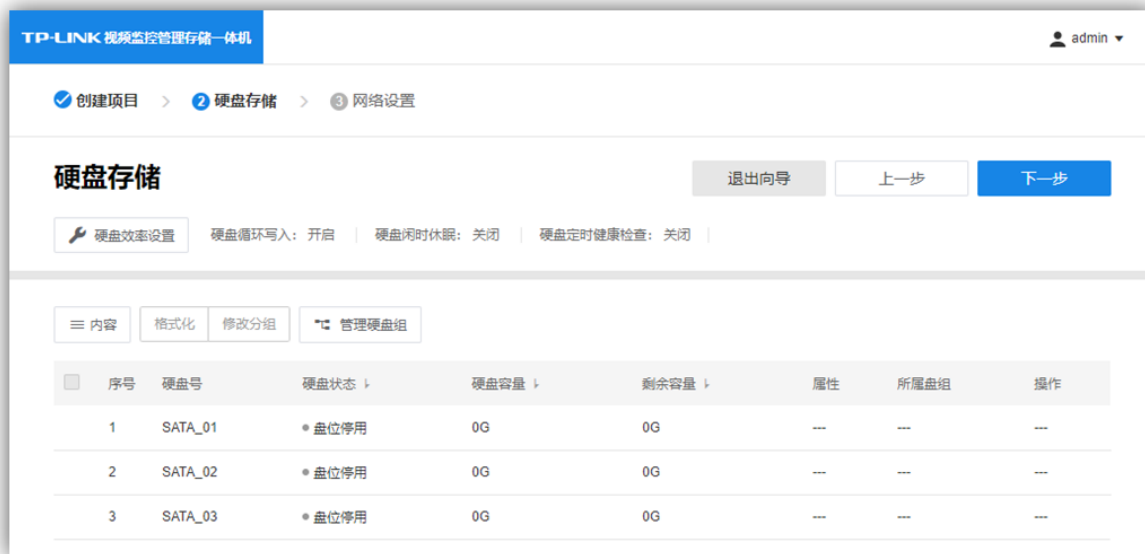 TP-LINK 视频监控管理存储一体机 admin
创建项目 > 2 硬盘存储 > 3 网络设置
硬盘存储 退出向导 上一步 下一步
硬盘效率设置 硬盘循环写入: 开启 硬盘闲时休眠: 关闭 硬盘定时健康检查: 关闭
内容 格式化 修改分组 管理硬盘组
序号 硬盘号 硬盘状态 硬盘容量 剩余容量 属性 所属盘组 操作
1 SATA_01 盘位停用 0G 0G --- --- ---
2 SATA_02 盘位停用 0G 0G --- --- ---
3 SATA_03 盘位停用 0G 0G --- --- ---